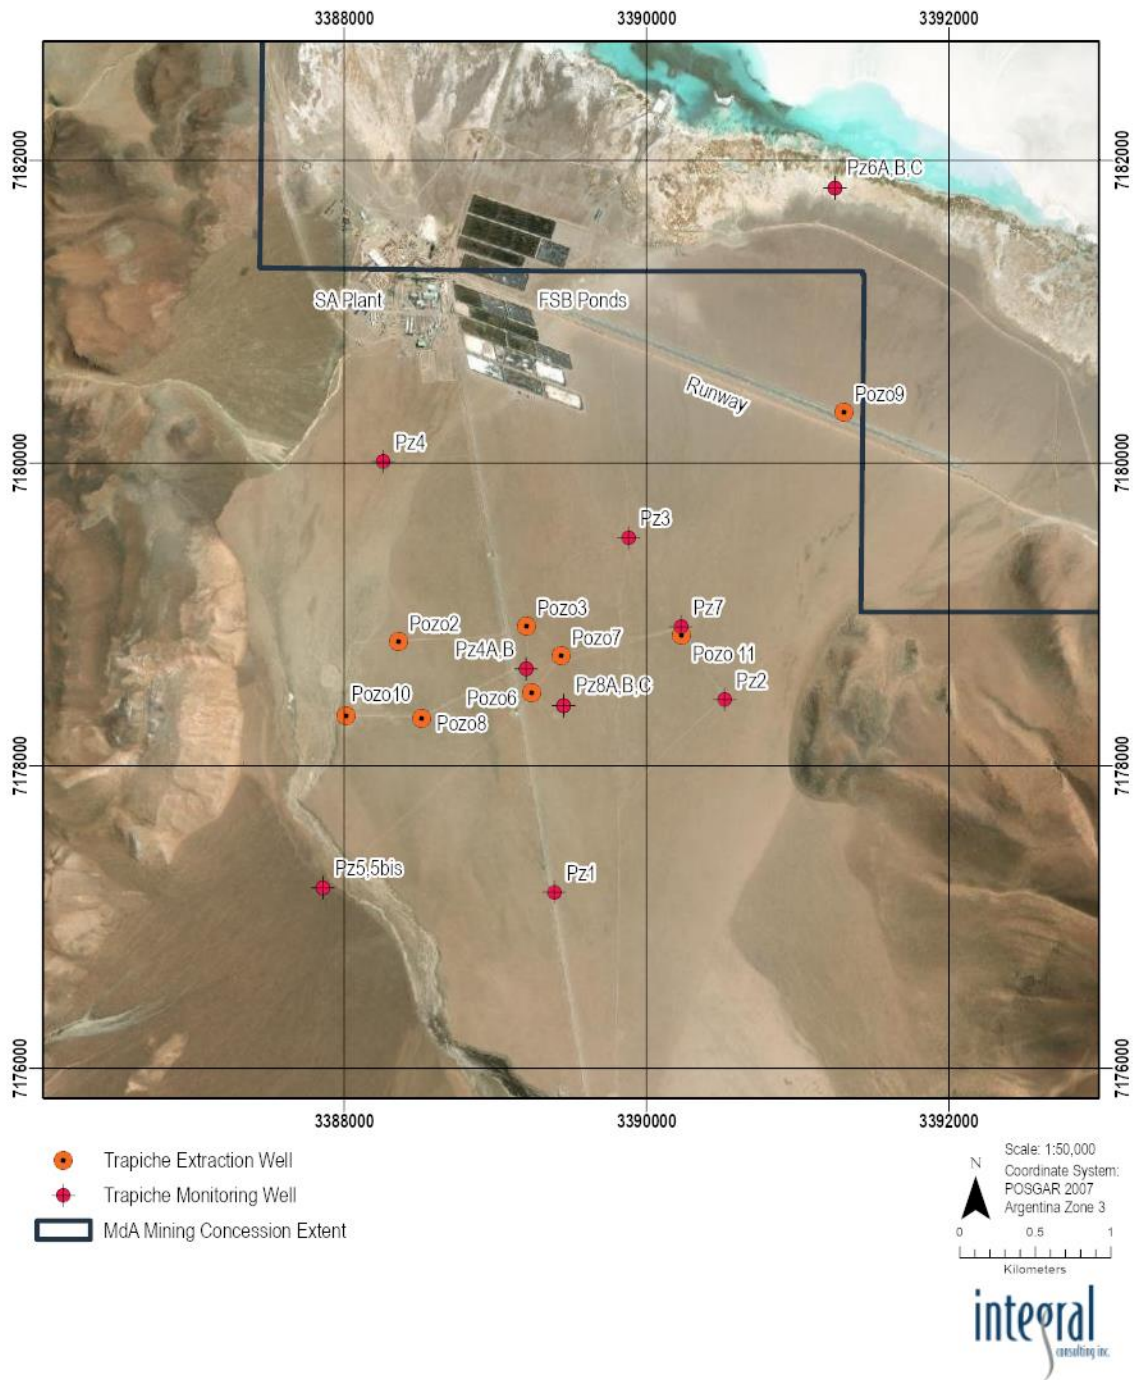 3388000
3390000
3392000
7182000
7182000
Pz6A,B,C
SA Plant
FSB Ponds
Runway
Pozo9
7180000
7180000
Pz4
Pz3
Pozo3
Pz7
Pozo2
Pozo7
Pz4A,B
Pozo 11
Pz2
Pz8A,B,C
Pozo10
Pozo6
Pozo8
7178000
7178000
Pz5,5bis
Pz1
7176000
7176000
3388000
3390000
3392000
Trapiche Extraction Well
Trapiche Monitoring Well
MdA Mining Concession Extent
N
Scale: 1:50,000
Coordinate System:
POSGAR 2007
Argentina Zone 3
0 0.5 1
Kilometers
integral
consulting inc.